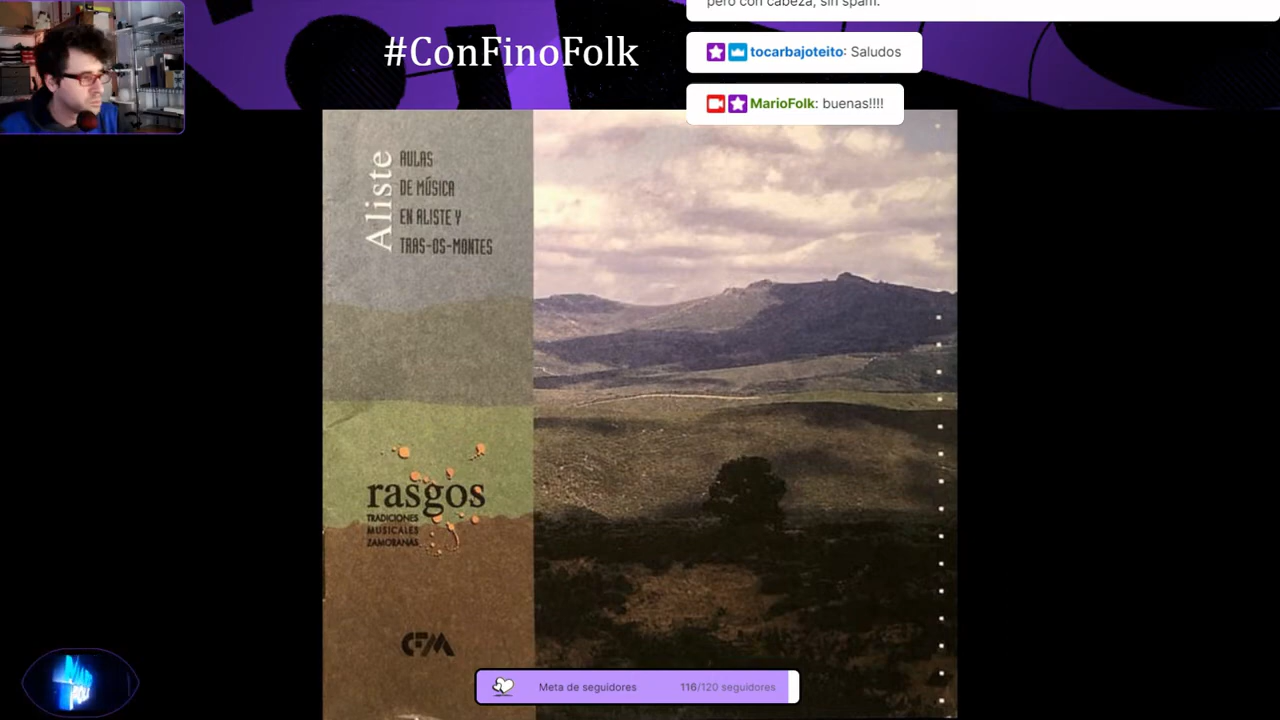 pero con cabeza, sin spam.
#ConFinoFolk
tocarbajoteito: Saludos
MarioFolk: buenas!!!!
Aliste
AULAS
DE MÚSICA
EN ALISTE Y
TRAS-OS-MONTES
rasgos
TRADICIONES
MUSICALES
ZAMORANAS
CFM
Meta de seguidores 116/120 seguidores